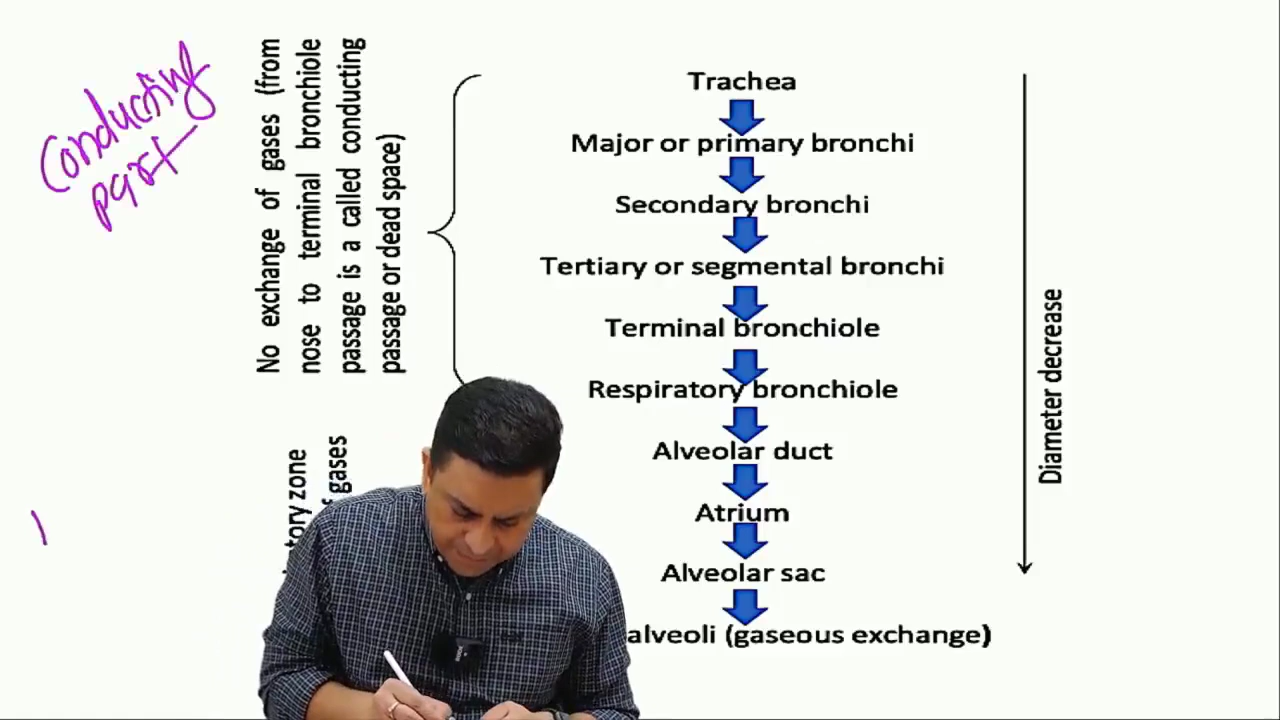 Conducting
part
No exchange of gases (from
nose to terminal bronchiole
passage is a called conducting
passage or dead space)
Trachea
Major or primary bronchi
Secondary bronchi
Tertiary or segmental bronchi
Terminal bronchiole
Respiratory bronchiole
Alveolar duct
Atrium
Alveolar sac
alveoli (gaseous exchange)
zone
gases
Diameter decrease